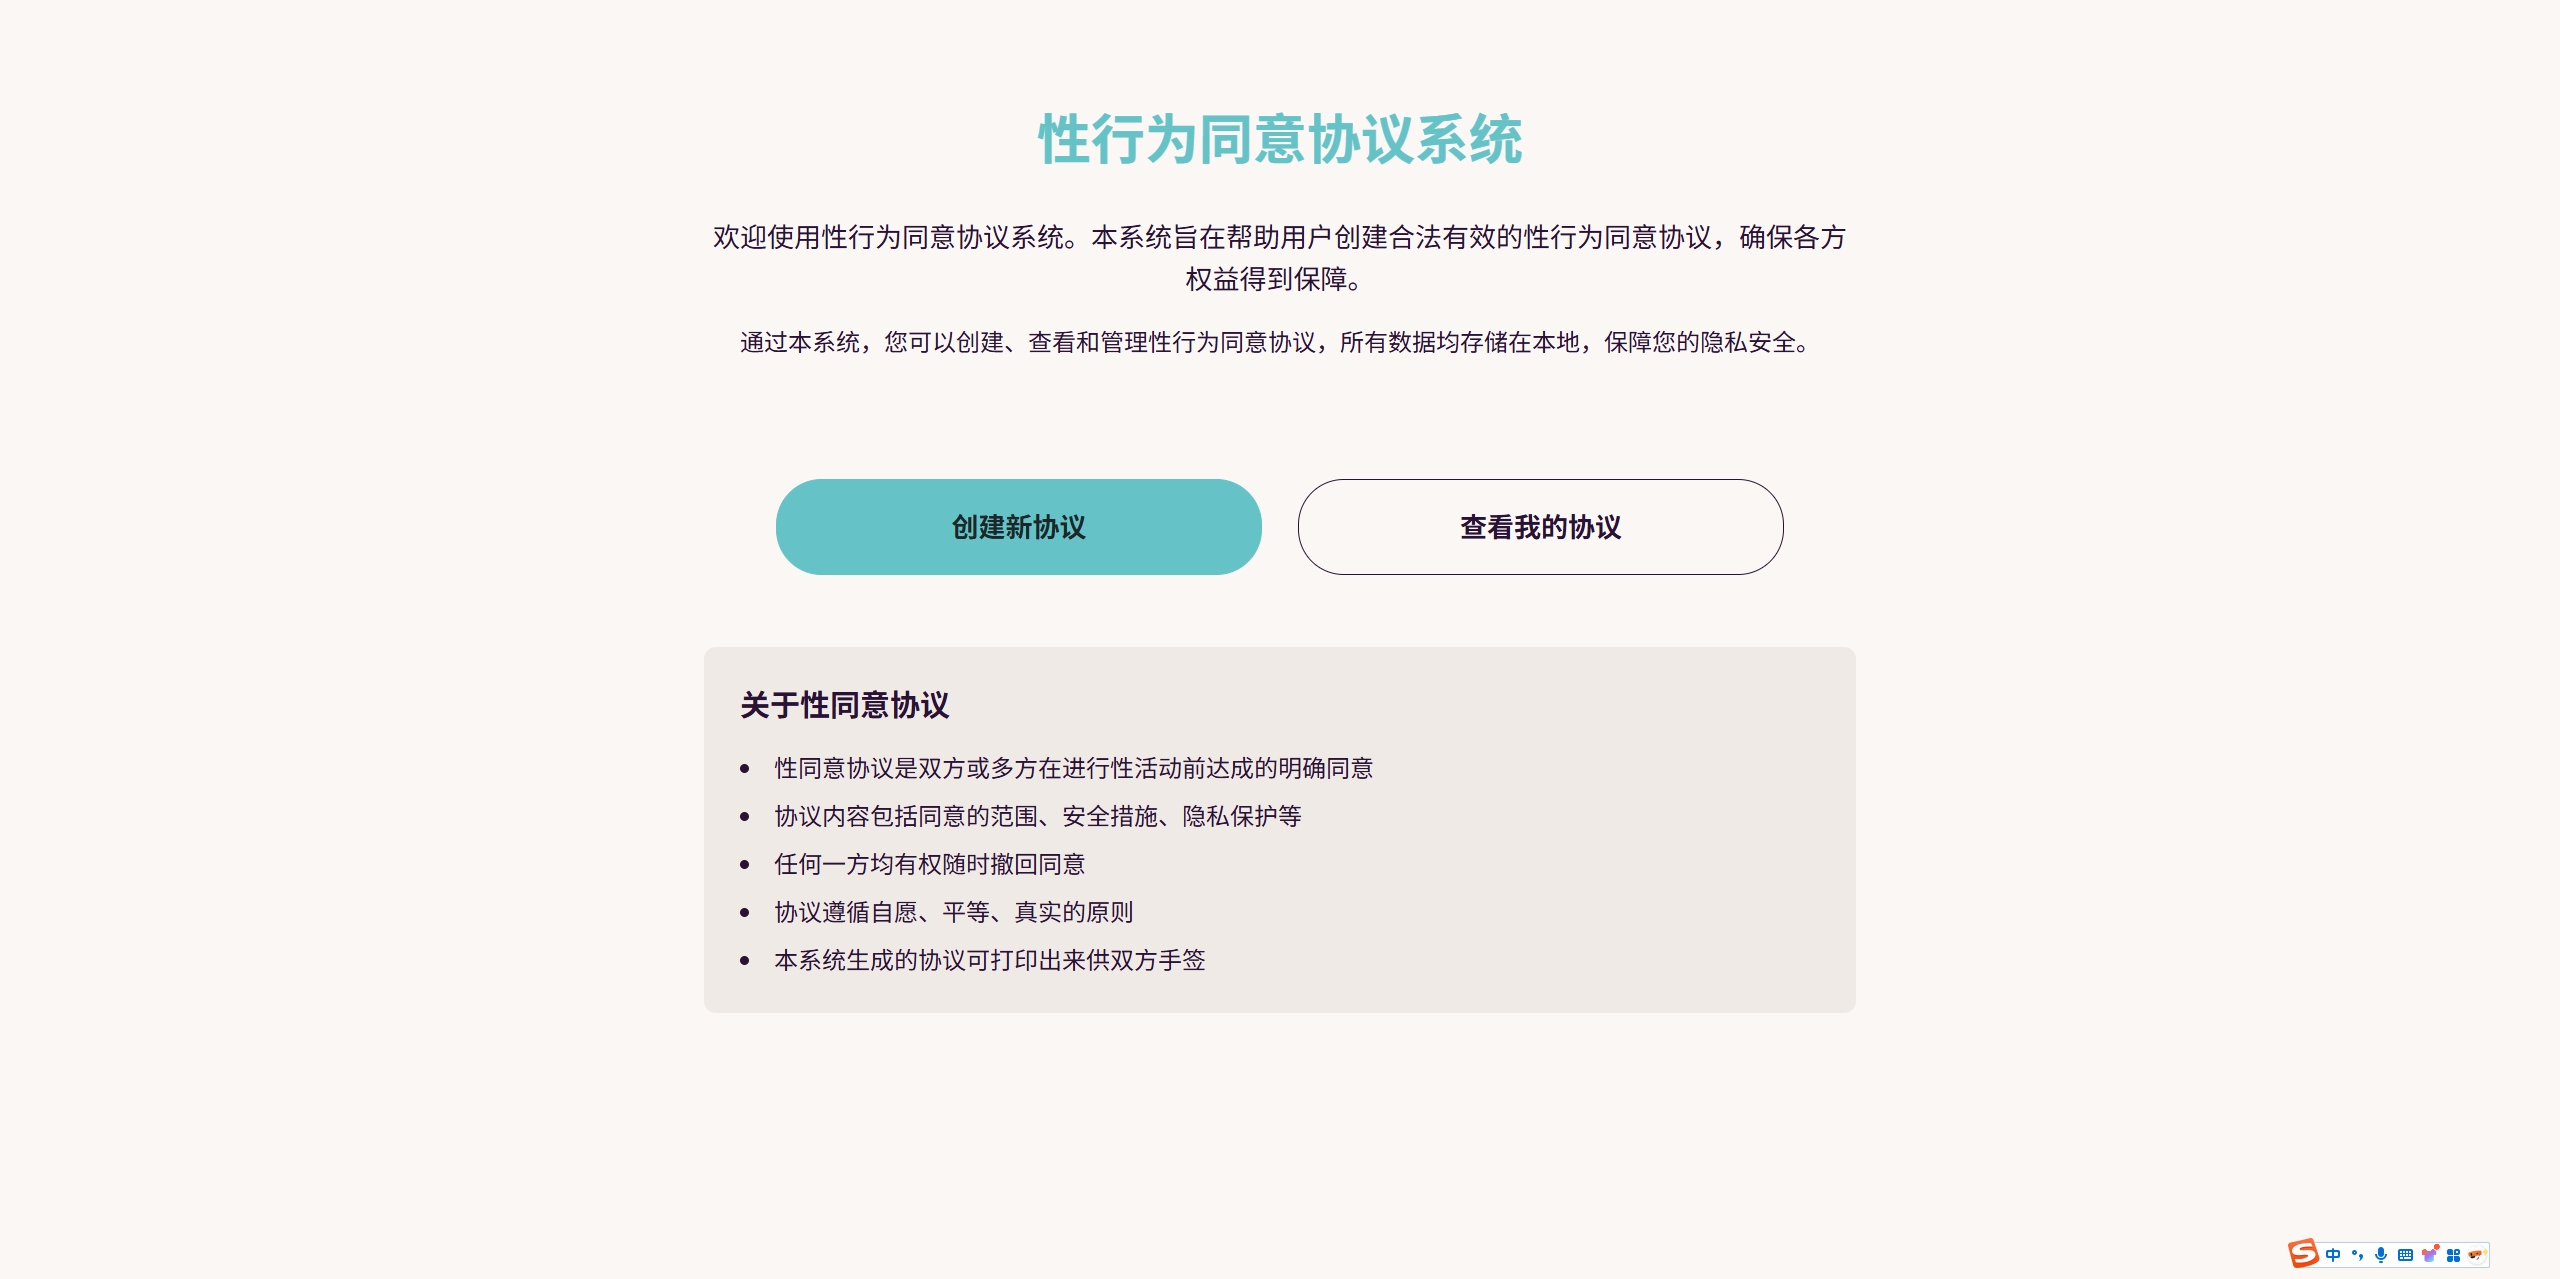 性行为同意协议系统
欢迎使用性行为同意协议系统。本系统旨在帮助用户创建合法有效的性行为同意协议，确保各方
权益得到保障。
通过本系统，您可以创建、查看和管理性行为同意协议，所有数据均存储在本地，保障您的隐私安全。
创建新协议
查看我的协议
关于性同意协议
性同意协议是双方或多方在进行性活动前达成的明确同意
协议内容包括同意的范围、安全措施、隐私保护等
任何一方均有权随时撤回同意
协议遵循自愿、平等、真实的原则
本系统生成的协议可打印出来供双方手签
S 中